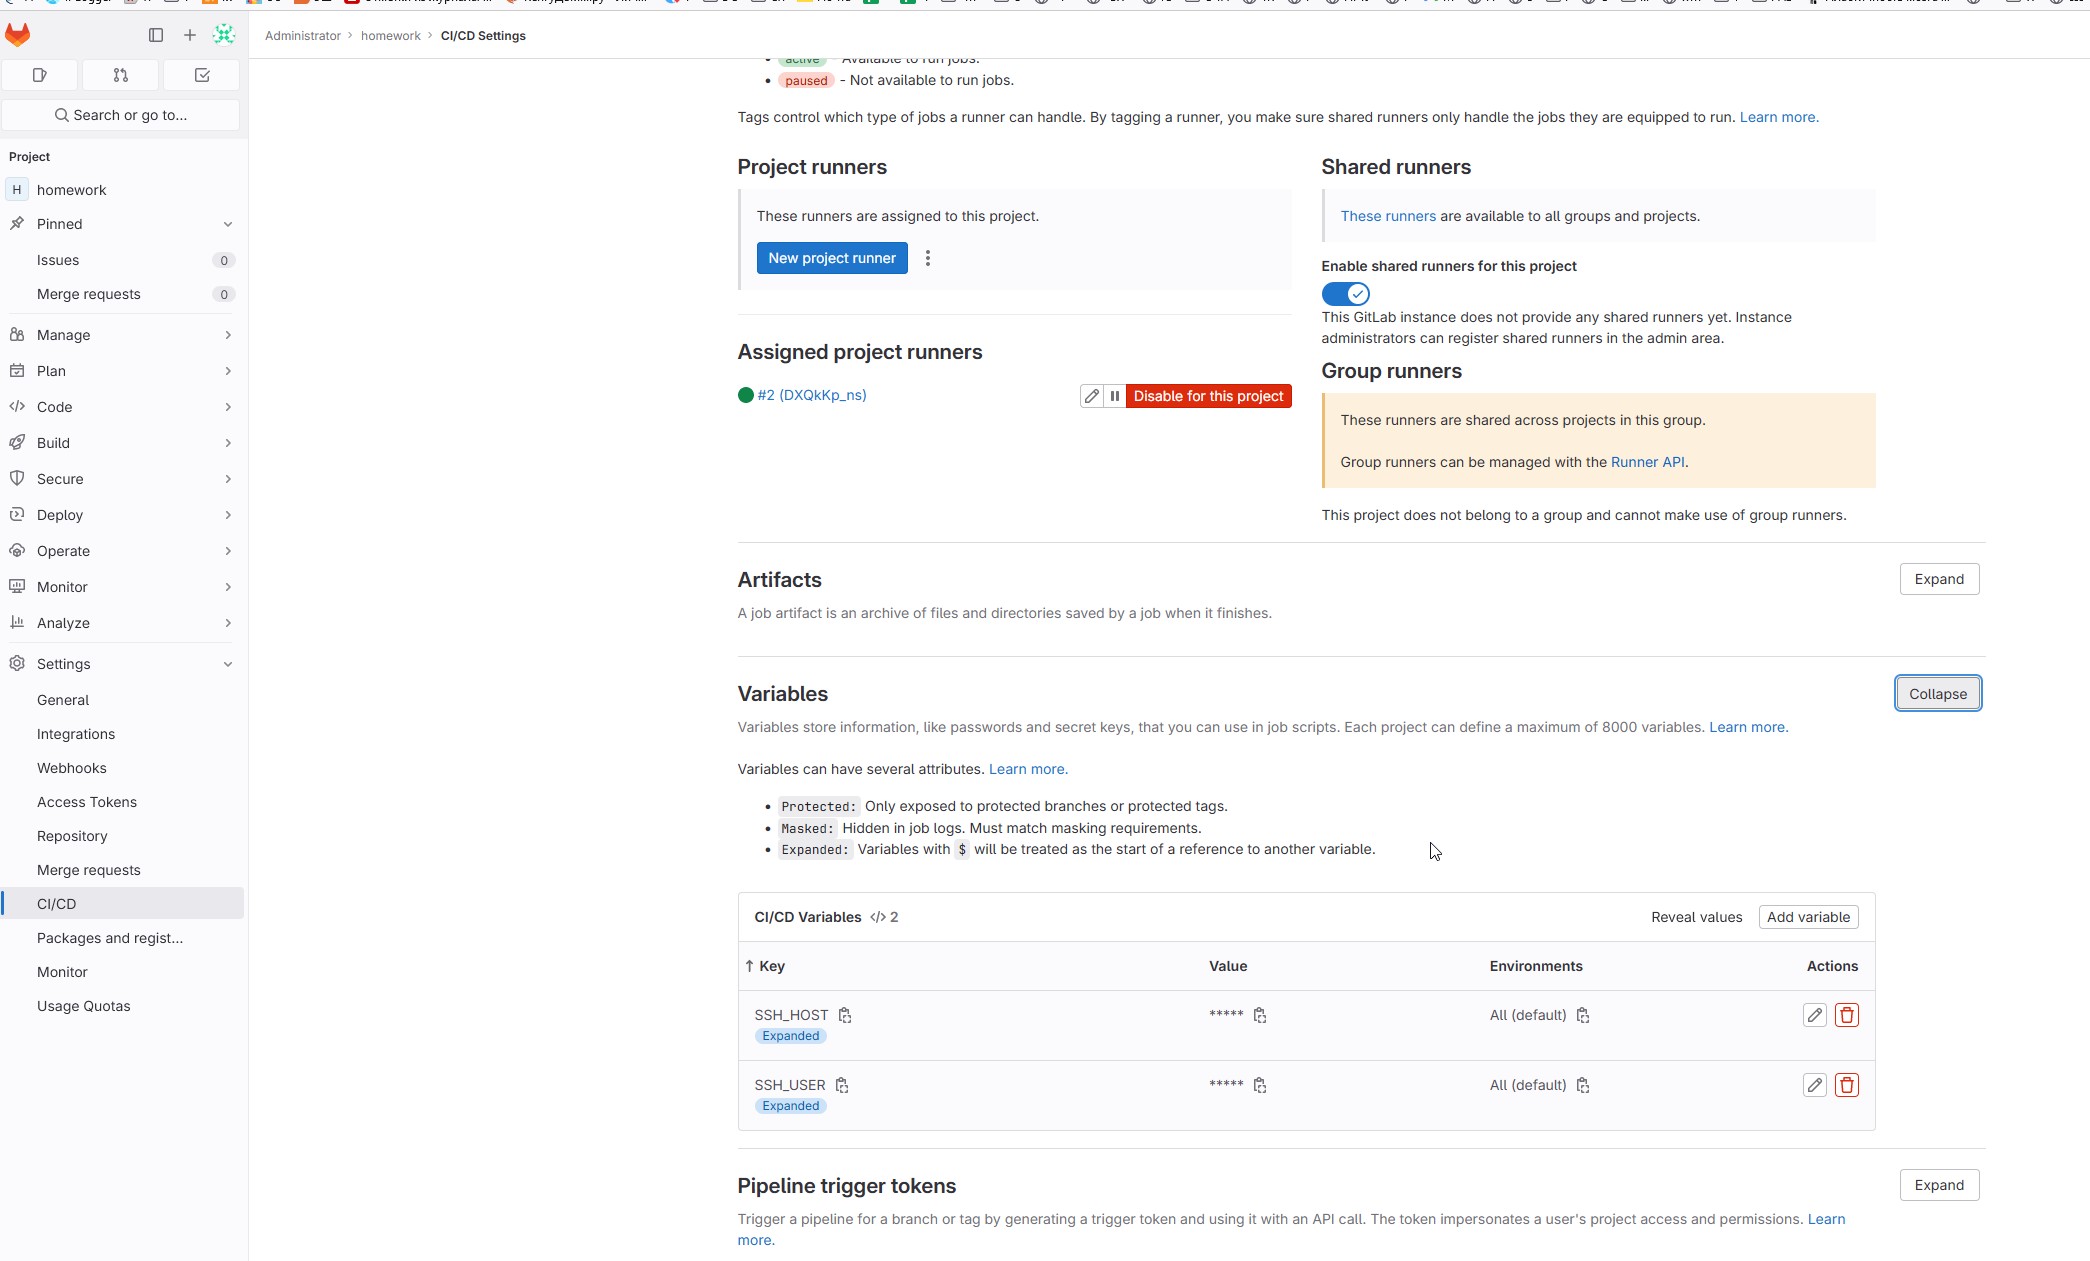 Administrator › homework › CI/CD Settings
Search or go to...
Project
H homework
Pinned
Issues 0
Merge requests 0
Manage
Plan
Code
Build
Secure
Deploy
Operate
Monitor
Analyze
Settings
General
Integrations
Webhooks
Access Tokens
Repository
Merge requests
CI/CD
Packages and regist...
Monitor
Usage Quotas
active - Available to run jobs.
paused - Not available to run jobs.
Tags control which type of jobs a runner can handle. By tagging a runner, you make sure shared runners only handle the jobs they are equipped to run. Learn more.
Project runners
These runners are assigned to this project.
New project runner
Assigned project runners
#2 (DXQkKp_ns)
Disable for this project
Shared runners
These runners are available to all groups and projects.
Enable shared runners for this project
This GitLab instance does not provide any shared runners yet. Instance
administrators can register shared runners in the admin area.
Group runners
These runners are shared across projects in this group.
Group runners can be managed with the Runner API.
This project does not belong to a group and cannot make use of group runners.
Artifacts
Expand
A job artifact is an archive of files and directories saved by a job when it finishes.
Variables
Collapse
Variables store information, like passwords and secret keys, that you can use in job scripts. Each project can define a maximum of 8000 variables. Learn more.
Variables can have several attributes. Learn more.
Protected: Only exposed to protected branches or protected tags.
Masked: Hidden in job logs. Must match masking requirements.
Expanded: Variables with $ will be treated as the start of a reference to another variable.
CI/CD Variables </> 2
Reveal values
Add variable
↑ Key Value Environments Actions
SSH_HOST ***** All (default)
Expanded
SSH_USER ***** All (default)
Expanded
Pipeline trigger tokens
Expand
Trigger a pipeline for a branch or tag by generating a trigger token and using it with an API call. The token impersonates a user's project access and permissions. Learn
more.